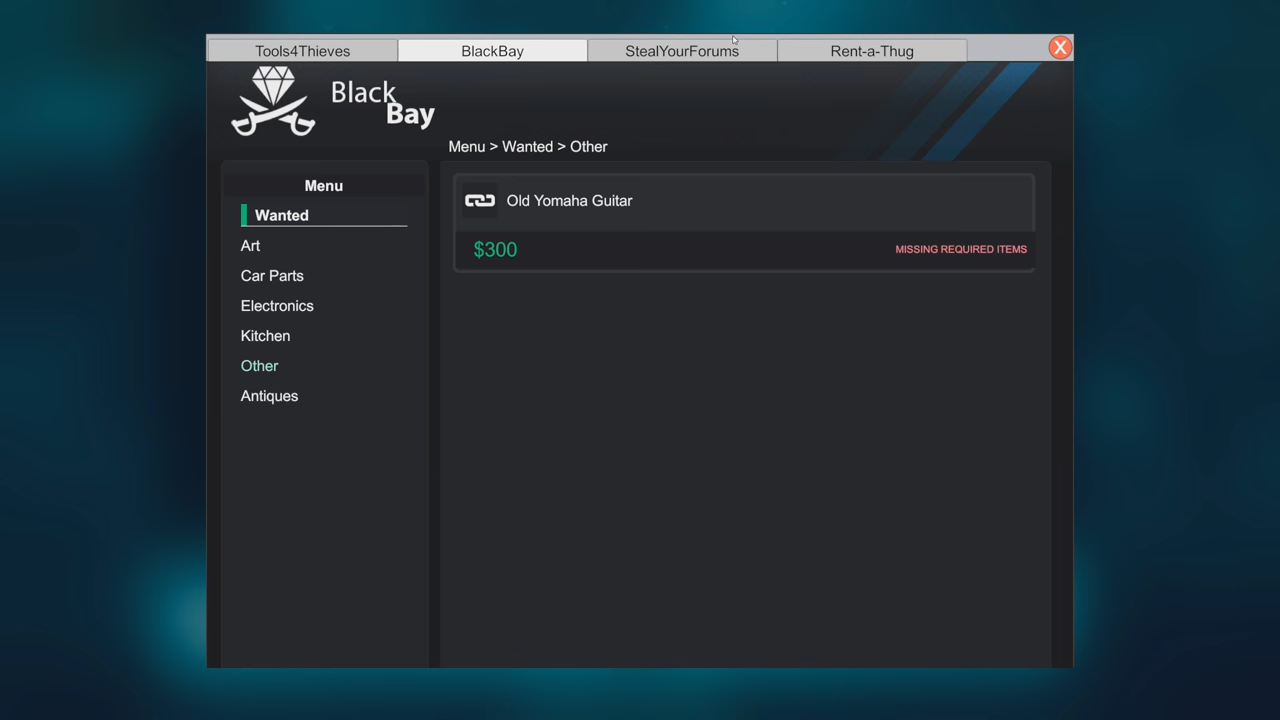 Tools4Thieves BlackBay StealYourForums Rent-a-Thug X
Black
Bay
Menu > Wanted > Other
Menu
Wanted
Art
Car Parts
Electronics
Kitchen
Other
Antiques
Old Yomaha Guitar
$300 MISSING REQUIRED ITEMS